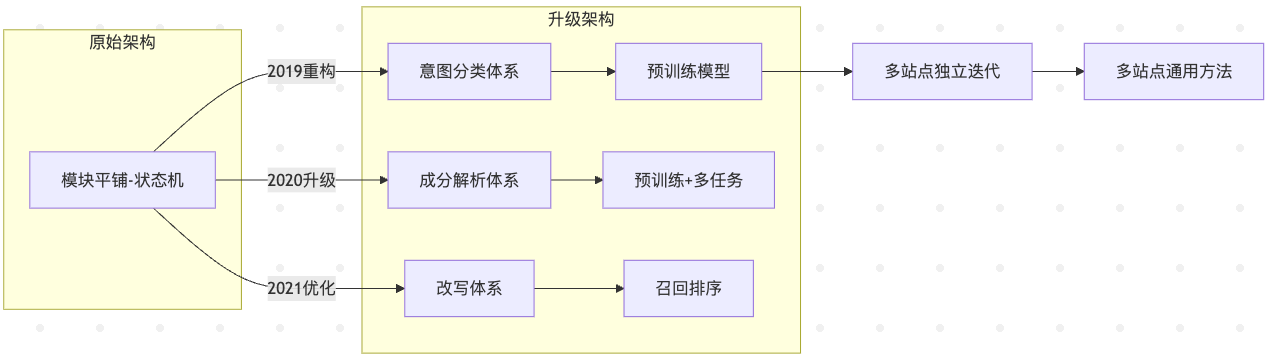 原始架构
模块平铺-状态机
2019重构
2020升级
2021优化
升级架构
意图分类体系
预训练模型
成分解析体系
预训练+多任务
改写体系
召回排序
多站点独立迭代
多站点通用方法